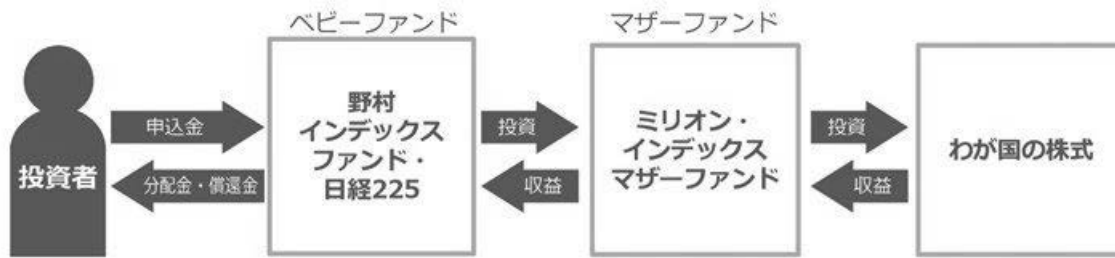 ベビーファンド
マザーファンド
投資者
申込金
分配金・償還金
野村
インデックス
ファンド・
日経225
投資
収益
ミリオン・
インデックス
マザーファンド
投資
収益
わが国の株式